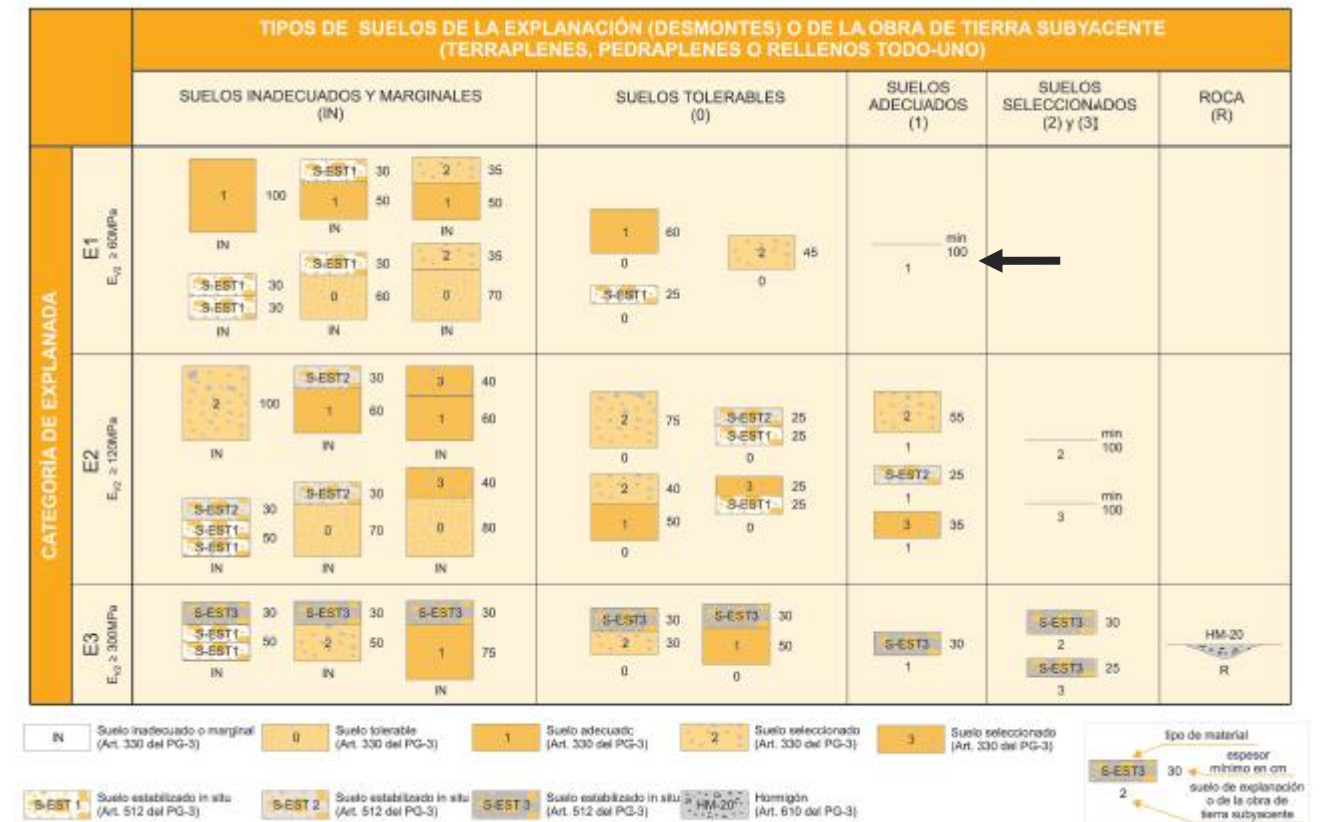 TIPOS DE SUELOS DE LA EXPLANACIÓN (DESMONTES) O DE LA OBRA DE TIERRA SUBYACENTE
(TERRAPLENES, PEDRAPLENES O RELLENOS TODO-UNO)
SUELOS INADECUADOS Y MARGINALES
(IN)
SUELOS TOLERABLES
(0)
SUELOS
ADECUADOS
(1)
SUELOS
SELECCIONADOS
(2) y (3)
ROCA
(R)
CATEGORÍA DE EXPLANADA
E1
Ev2 ≥ 60MPa
1 100
IN
S-EST1 30
1 50
IN
2 35
1 50
IN
S-EST1 30
S-EST1 30
IN
S-EST1 30
0 60
IN
2 35
0 70
IN
1 60
0
2 45
0
S-EST1 25
0
min
100
1
E2
Ev2 ≥ 120MPa
2 100
IN
S-EST2 30
1 60
IN
3 40
1 60
IN
S-EST2 30
S-EST1 50
S-EST1
IN
S-EST2 30
0 70
IN
3 40
0 80
IN
2 75
0
S-EST2 25
S-EST1 25
0
2 40
1 50
0
3 25
S-EST1 25
0
2 55
1
S-EST2 25
1
3 35
1
min
100
2
min
100
3
E3
Ev2 ≥ 300MPa
S-EST3 30
S-EST1 50
S-EST1
IN
S-EST3 30
2 50
IN
S-EST3 30
1 75
IN
S-EST3 30
2 30
0
S-EST3 30
1 50
0
S-EST3 30
1
S-EST3 30
2
S-EST3 25
3
HM-20
R
IN Suelo inadecuado o marginal
(Art. 330 del PG-3)
0 Suelo tolerable
(Art. 330 del PG-3)
1 Suelo adecuado
(Art. 330 del PG-3)
2 Suelo seleccionado
(Art. 330 del PG-3)
3 Suelo seleccionado
(Art. 330 del PG-3)
S-EST 1 Suelo estabilizado in situ
(Art. 512 del PG-3)
S-EST 2 Suelo estabilizado in situ
(Art. 512 del PG-3)
S-EST 3 Suelo estabilizado in situ
(Art. 512 del PG-3)
HM-20 Hormigón
(Art. 610 del PG-3)
tipo de material
S-EST3 30
espesor
mínimo en cm
2
suelo de explanación
o de la obra de
tierra subyacente